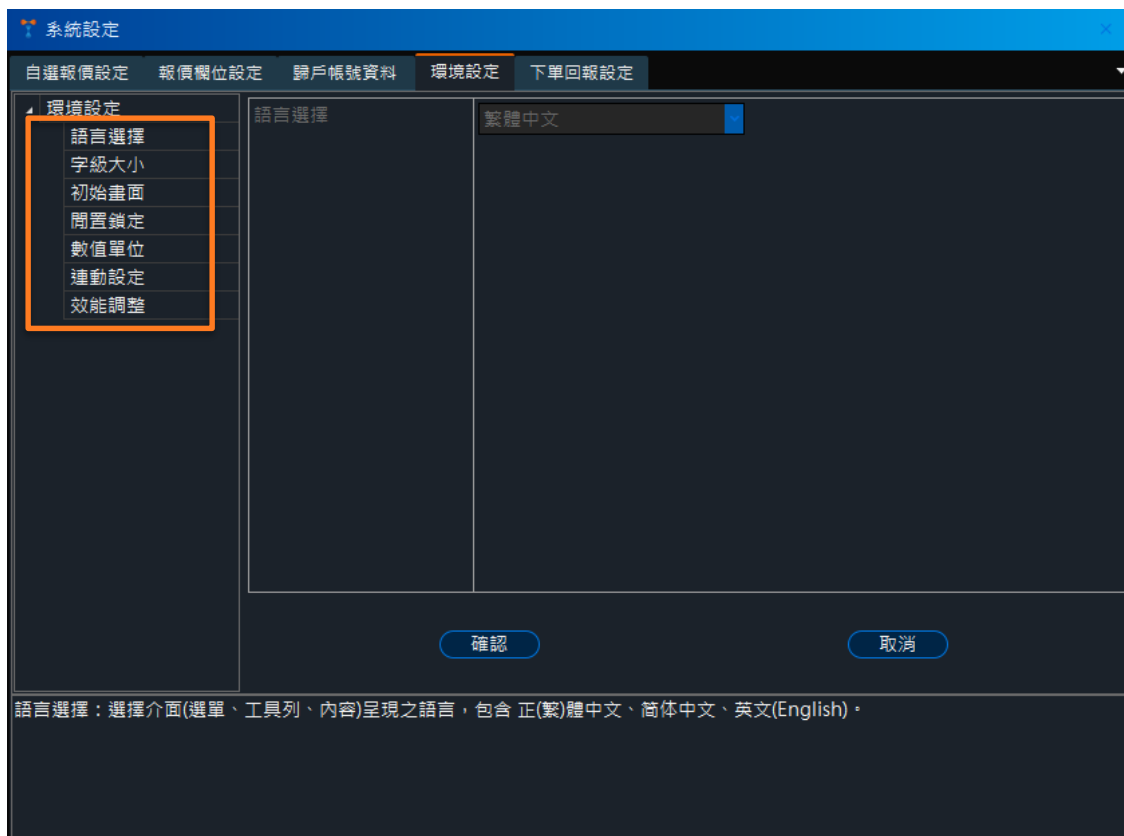 系統設定
自選報價設定 報價欄位設定 歸戶帳號資料 環境設定 下單回報設定
環境設定
語言選擇
字級大小
初始畫面
閒置鎖定
數值單位
連動設定
效能調整
語言選擇 繁體中文
確認 取消
語言選擇：選擇介面(選單、工具列、內容)呈現之語言，包含 正(繁)體中文、简体中文、英文(English)。